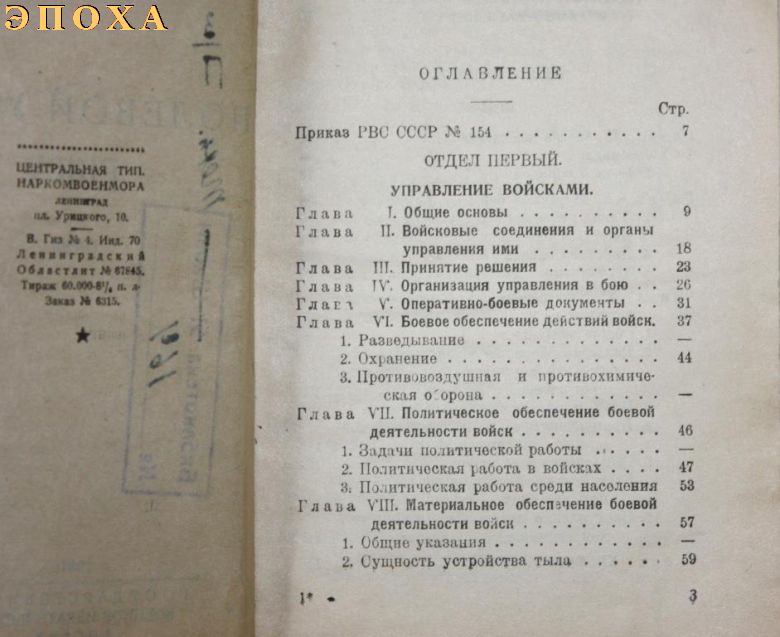 ЭПОХА
ЦЕНТРАЛЬНАЯ ТИП.
НАРКОМВОЕНМОРА
ЛЕНИНГРАД
пл. Урицкого, 10.
В. Гиз № 4. Инд. 70
Ленинградский
Областлит № 67845.
Тираж 60.000-8¹/₈ п. л.
Заказ № 6315.
ОГЛАВЛЕНИЕ
Стр.
Приказ РВС СССР № 154 . . . . . . . . . . . 7
ОТДЕЛ ПЕРВЫЙ.
УПРАВЛЕНИЕ ВОЙСКАМИ.
Глава I. Общие основы . . . . . . . . . . 9
Глава II. Войсковые соединения и органы
управления ими . . . . . . . . . 18
Глава III. Принятие решения . . . . . . . . 23
Глава IV. Организация управления в бою . . 26
Глава V. Оперативно-боевые документы . . 31
Глава VI. Боевое обеспечение действий войск. 37
1. Разведывание . . . . . . . . . . —
2. Охранение . . . . . . . . . . . . 44
3. Противовоздушная и противохимиче-
ская оборона . . . . . . . . . . —
Глава VII. Политическое обеспечение боевой
деятельности войск . . . . . . . . . 46
1. Задачи политической работы . . . . —
2. Политическая работа в войсках . . . 47
3. Политическая работа среди населения 53
Глава VIII. Материальное обеспечение боевой
деятельности войск . . . . . . . . . 57
1. Общие указания . . . . . . . . . —
2. Сущность устройства тыла . . . . . 59
1* 3